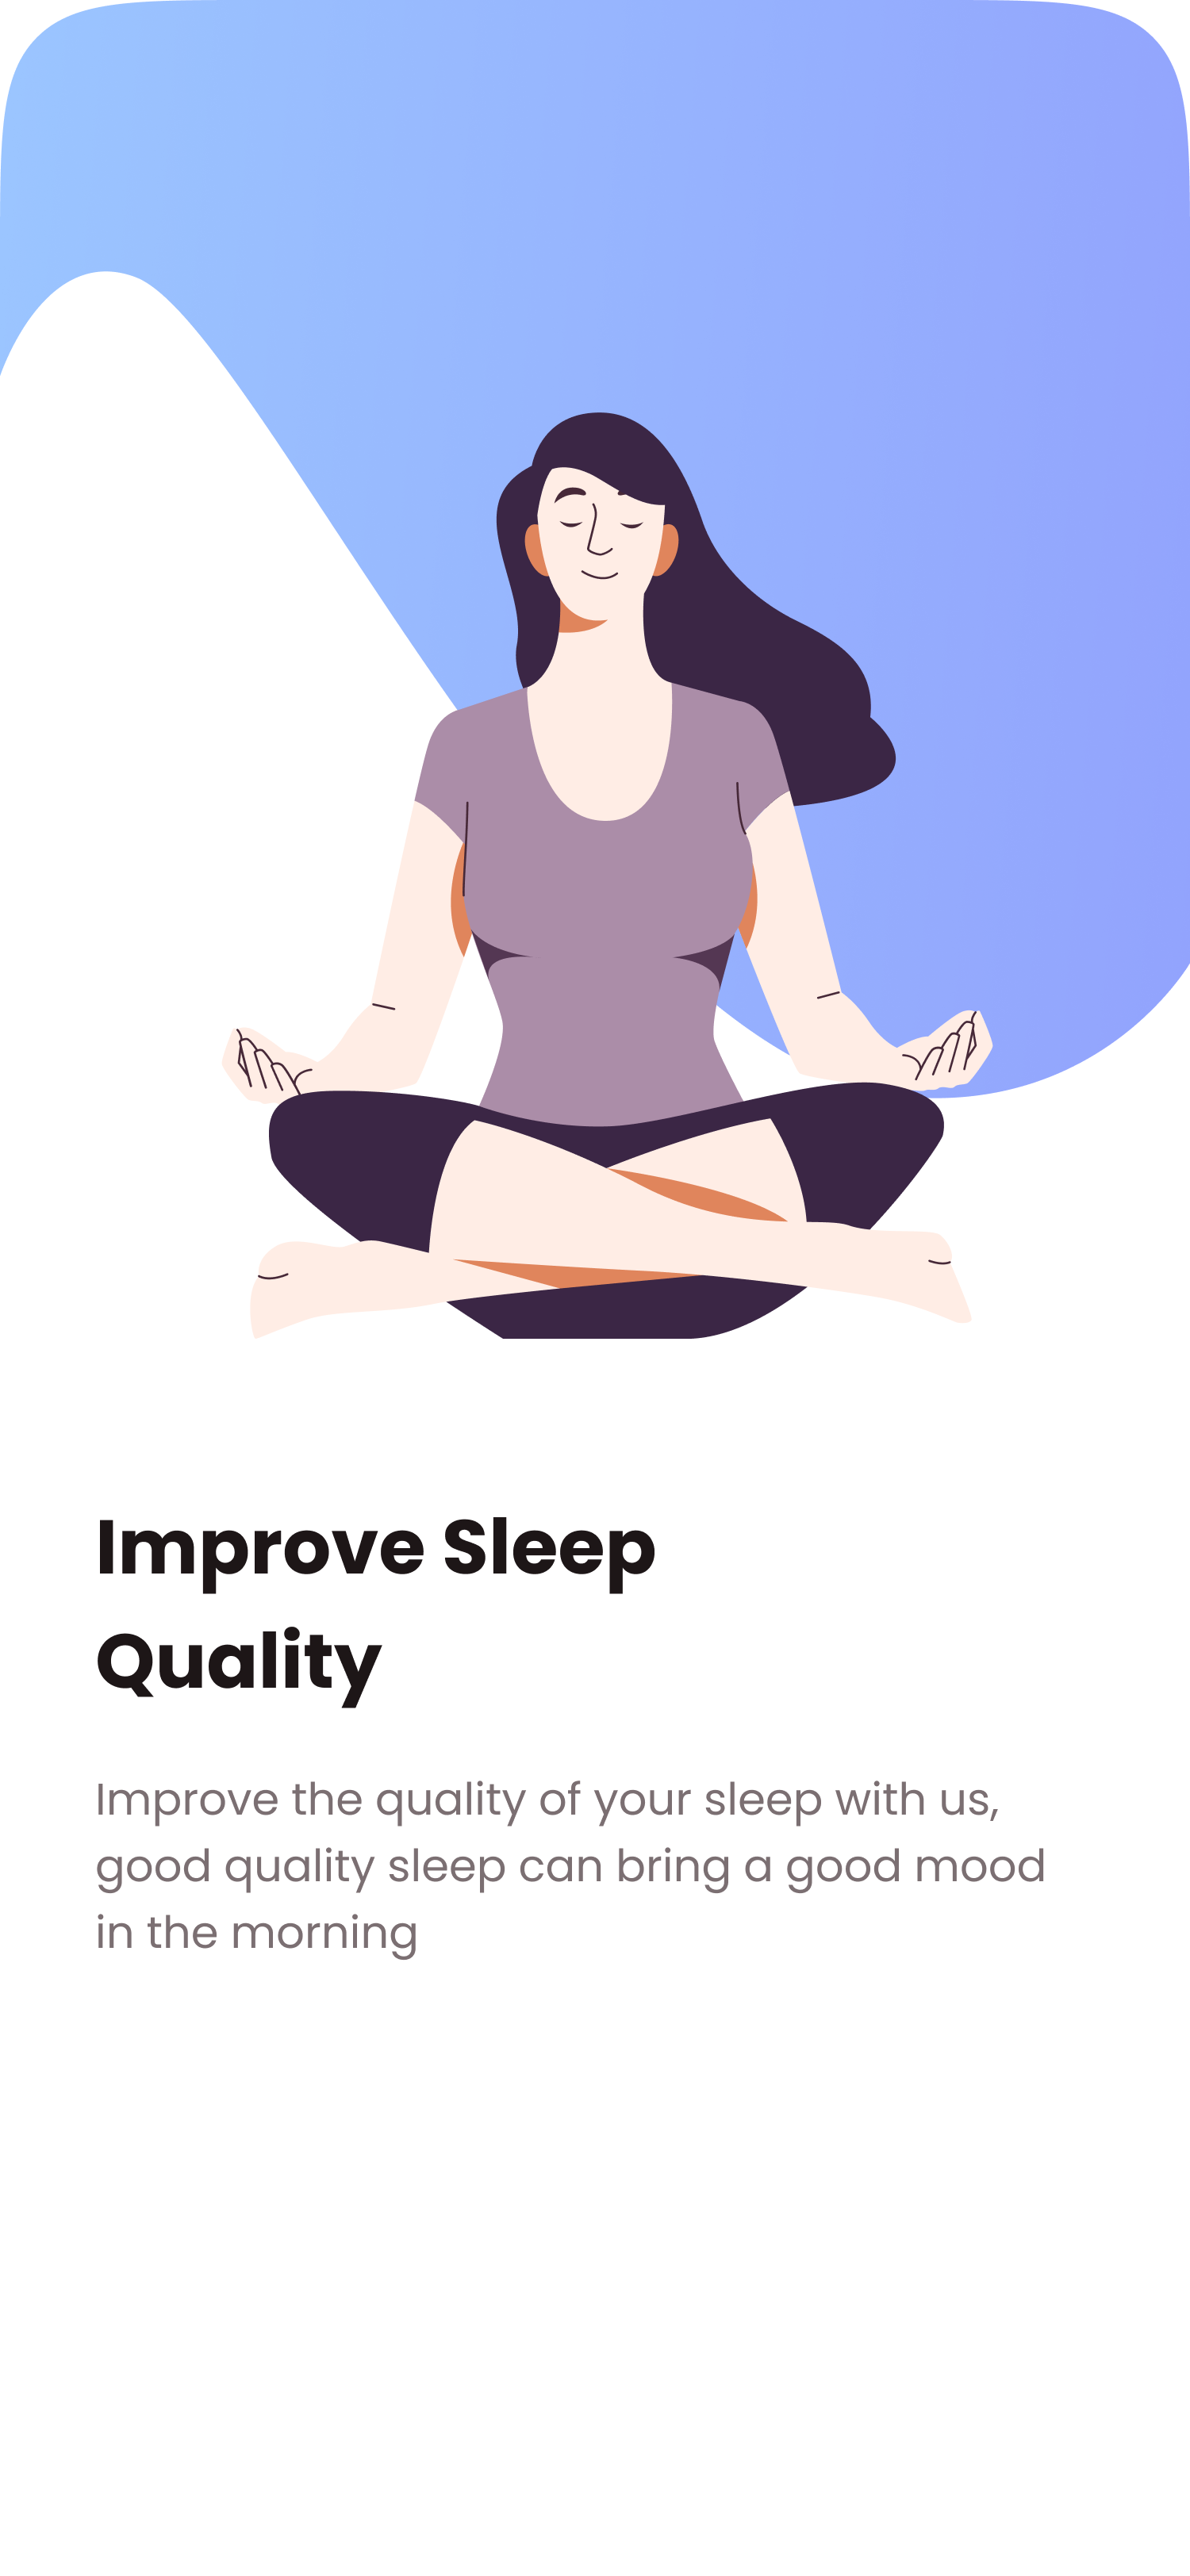 Improve Sleep
Quality
Improve the quality of your sleep with us,
good quality sleep can bring a good mood
in the morning